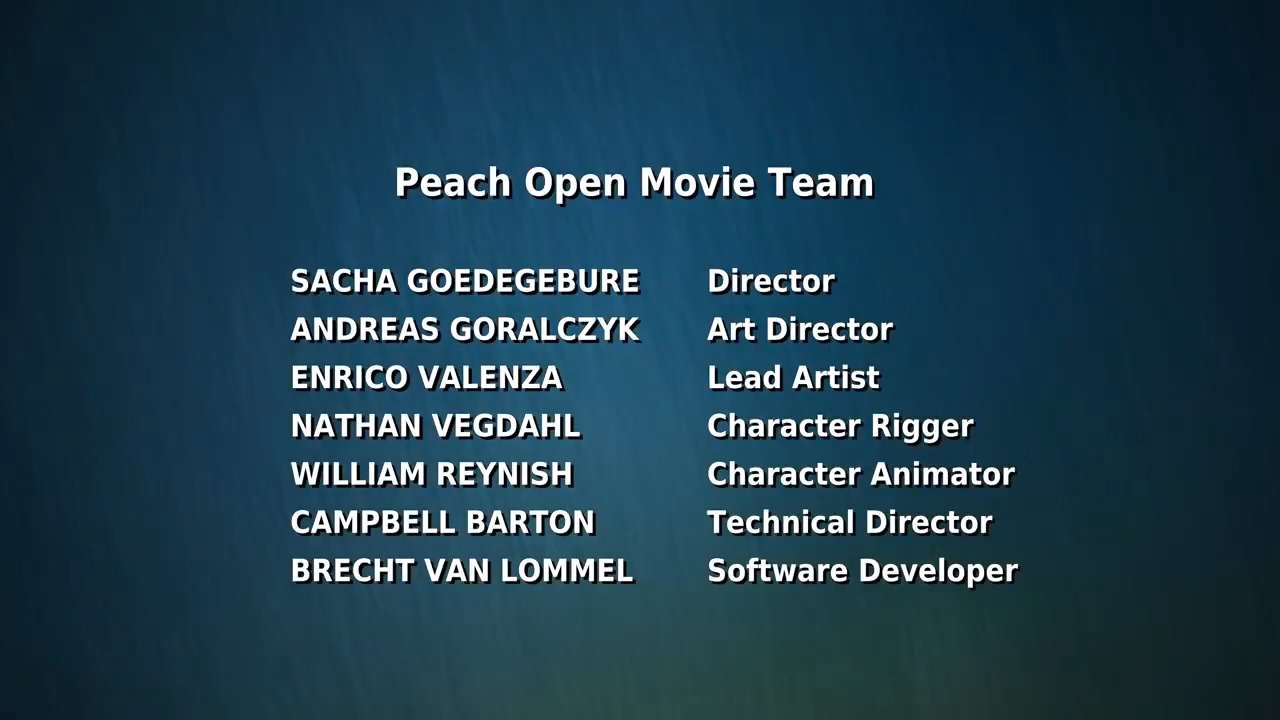 Peach Open Movie Team
SACHA GOEDEGEBURE Director
ANDREAS GORALCZYK Art Director
ENRICO VALENZA Lead Artist
NATHAN VEGDAHL Character Rigger
WILLIAM REYNISH Character Animator
CAMPBELL BARTON Technical Director
BRECHT VAN LOMMEL Software Developer